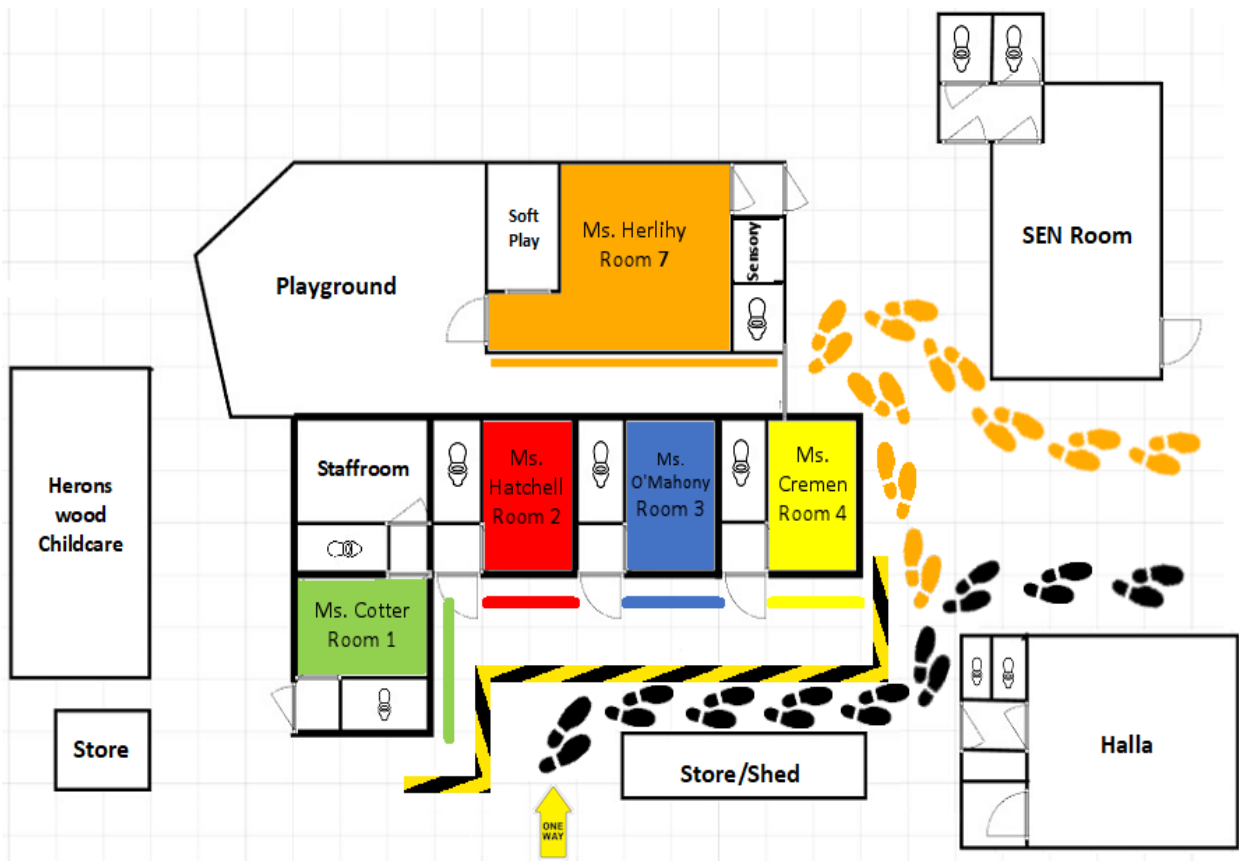 Soft
Play
Ms. Herlihy
Room 7
Sensory
SEN Room
Playground
Herons
wood
Childcare
Staffroom
Ms.
Hatchell
Room 2
Ms.
O'Mahony
Room 3
Ms.
Cremen
Room 4
Ms. Cotter
Room 1
Store
Store/Shed
Halla
ONE
WAY